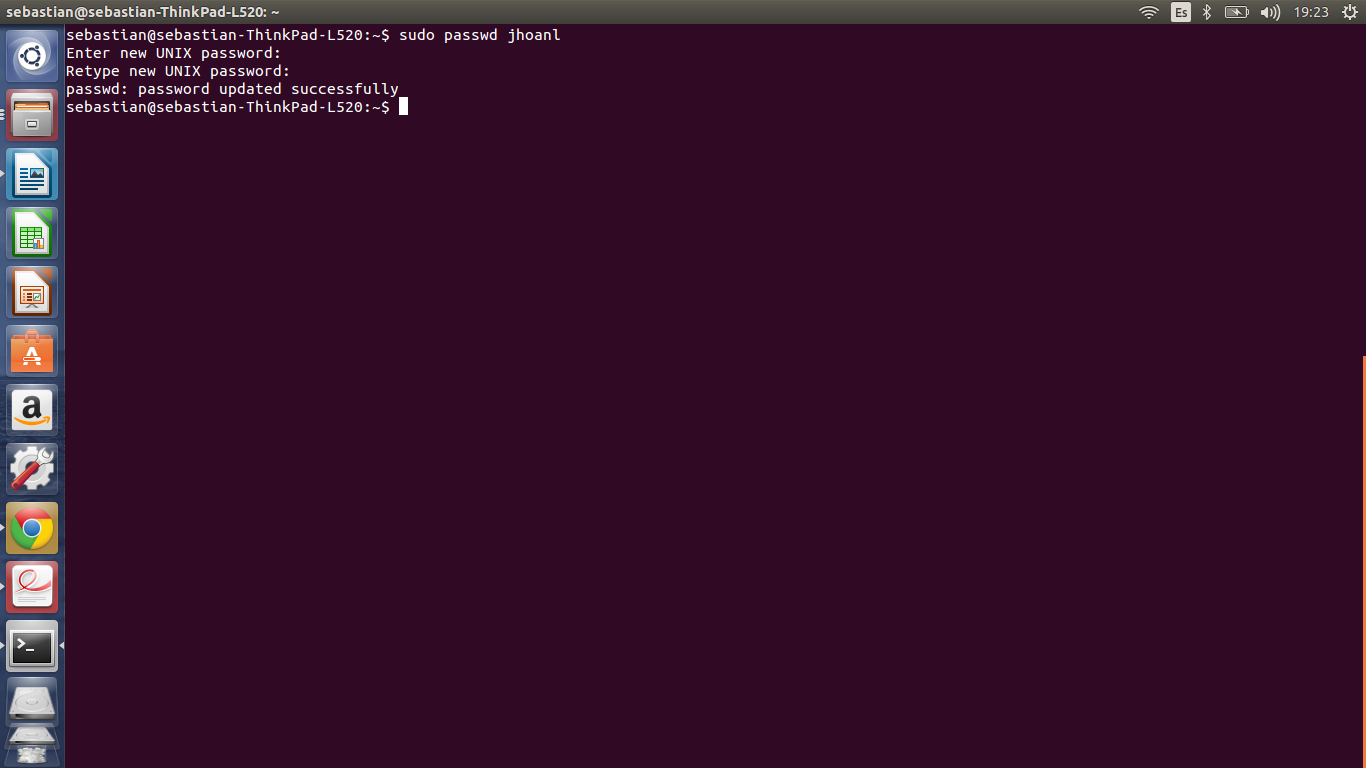 sebastian@sebastian-ThinkPad-L520: ~
Es
19:23
sebastian@sebastian-ThinkPad-L520:~$ sudo passwd jhoanl
Enter new UNIX password:
Retype new UNIX password:
passwd: password updated successfully
sebastian@sebastian-ThinkPad-L520:~$